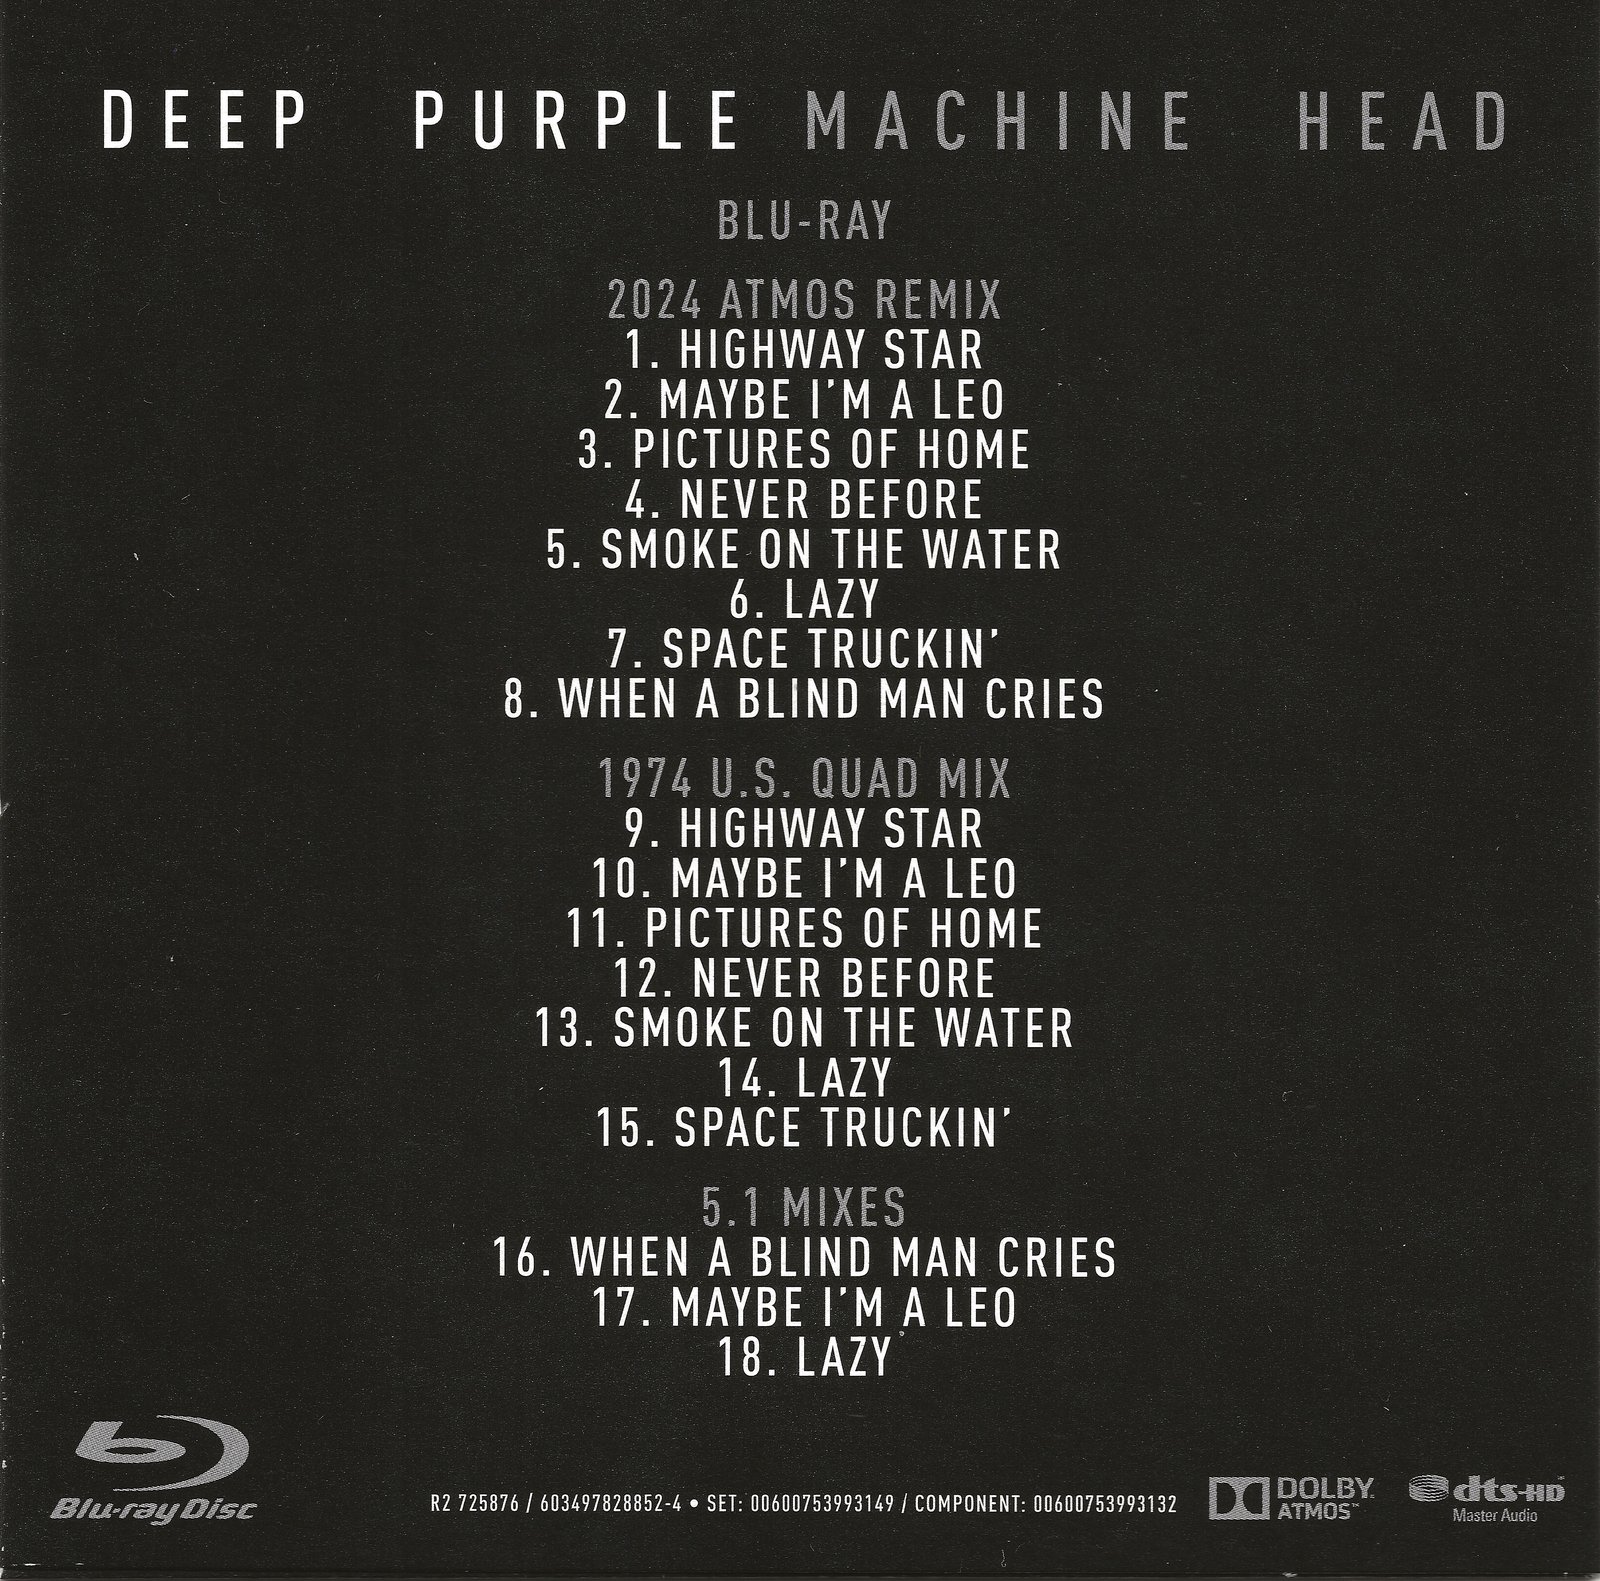 DEEP PURPLE MACHINE HEAD
BLU-RAY
2024 ATMOS REMIX
1. HIGHWAY STAR
2. MAYBE I'M A LEO
3. PICTURES OF HOME
4. NEVER BEFORE
5. SMOKE ON THE WATER
6. LAZY
7. SPACE TRUCKIN'
8. WHEN A BLIND MAN CRIES
1974 U.S. QUAD MIX
9. HIGHWAY STAR
10. MAYBE I'M A LEO
11. PICTURES OF HOME
12. NEVER BEFORE
13. SMOKE ON THE WATER
14. LAZY
15. SPACE TRUCKIN'
5.1 MIXES
16. WHEN A BLIND MAN CRIES
17. MAYBE I'M A LEO
18. LAZY
Blu-ray Disc
R2 725876 / 603497828852-4 • SET: 00600753993149 / COMPONENT: 00600753993132
DOLBY
ATMOS™
dts-HD
Master Audio